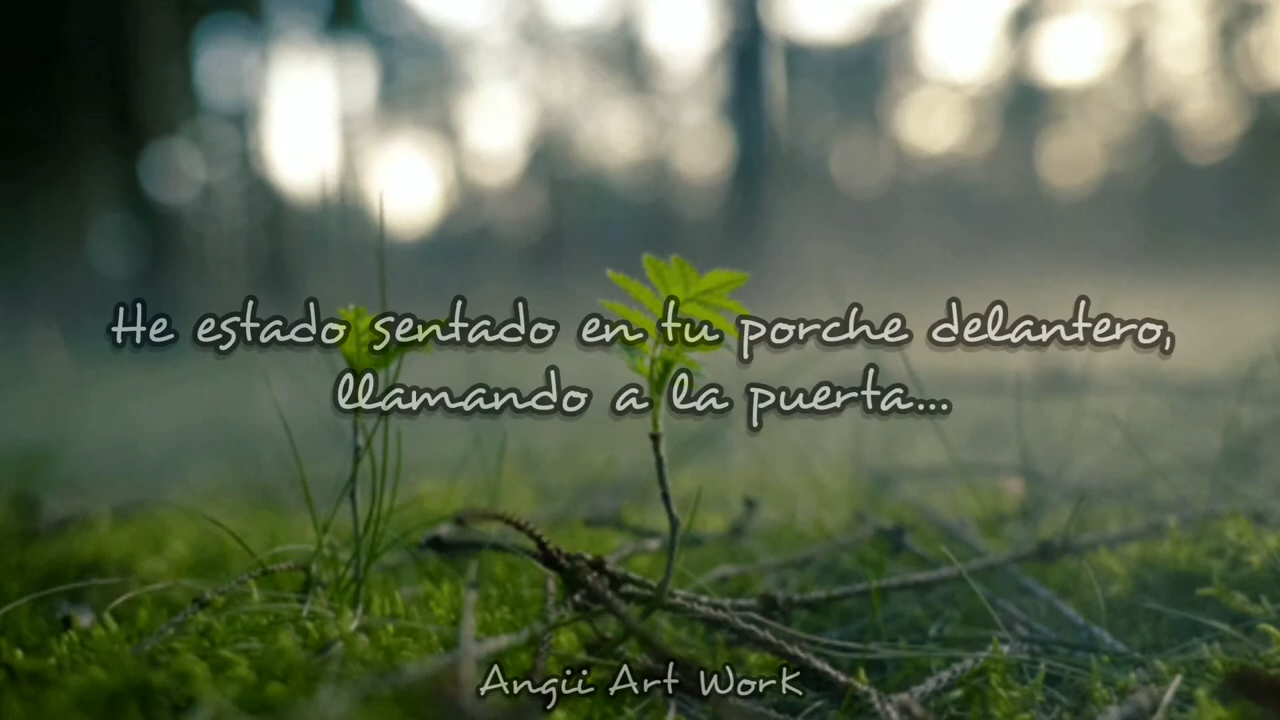 He estado sentado en tu porche delantero,
llamando a la puerta...
Angii Art Work